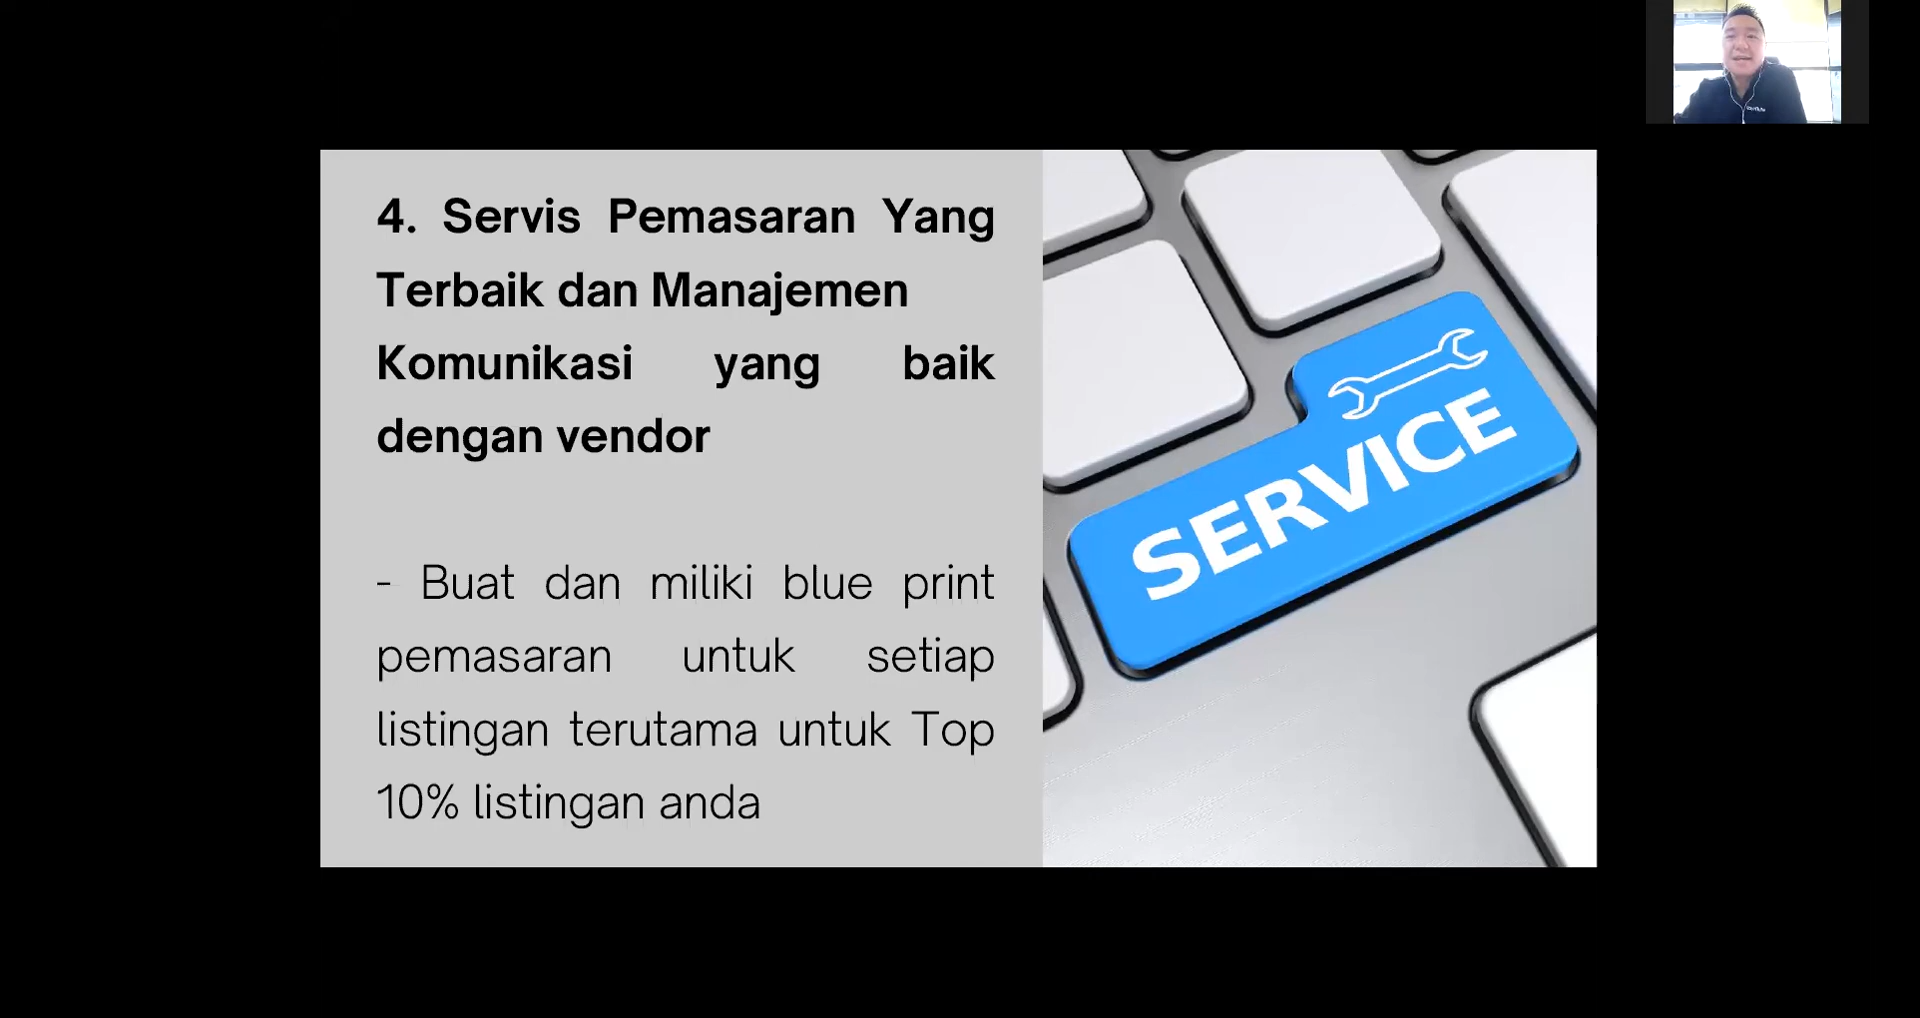 4. Servis Pemasaran Yang
Terbaik dan Manajemen
Komunikasi yang baik
dengan vendor
- Buat dan miliki blue print
pemasaran untuk setiap
listingan terutama untuk Top
10% listingan anda
SERVICE